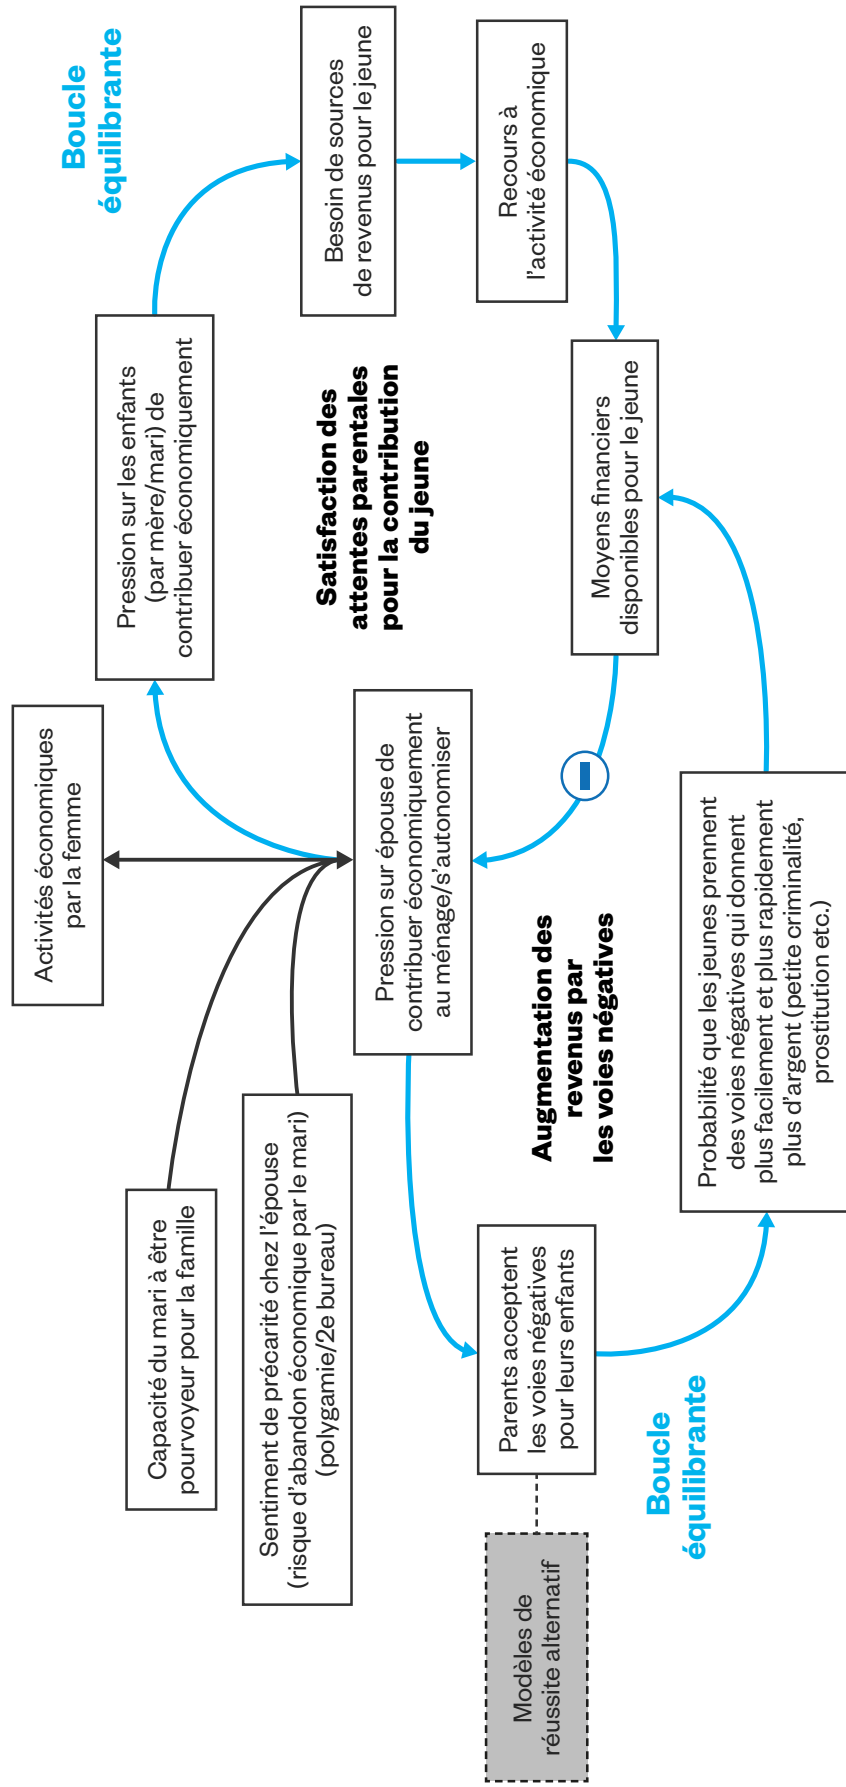 Modèles de
réussite alternatif
Capacité du mari à être
pourvoyeur pour la famille
Sentiment de précarité chez l'épouse
(risque d'abandon économique par le mari)
(polygamie/2e bureau)
Parents acceptent
les voies négatives
pour leurs enfants
Boucle
équilibrante
Activités économiques
par la femme
Pression sur épouse de
contribuer économiquement
au ménage/s'autonomiser
Augmentation des
revenus par
les voies négatives
Probabilité que les jeunes prennent
des voies négatives qui donnent
plus facilement et plus rapidement
plus d'argent (petite criminalité,
prostitution etc.)
Pression sur les enfants
(par mère/mari) de
contribuer économiquement
Satisfaction des
attentes parentales
pour la contribution
du jeune
Moyens financiers
disponibles pour le jeune
Boucle
équilibrante
Besoin de sources
de revenus pour le jeune
Recours à
l'activité économique